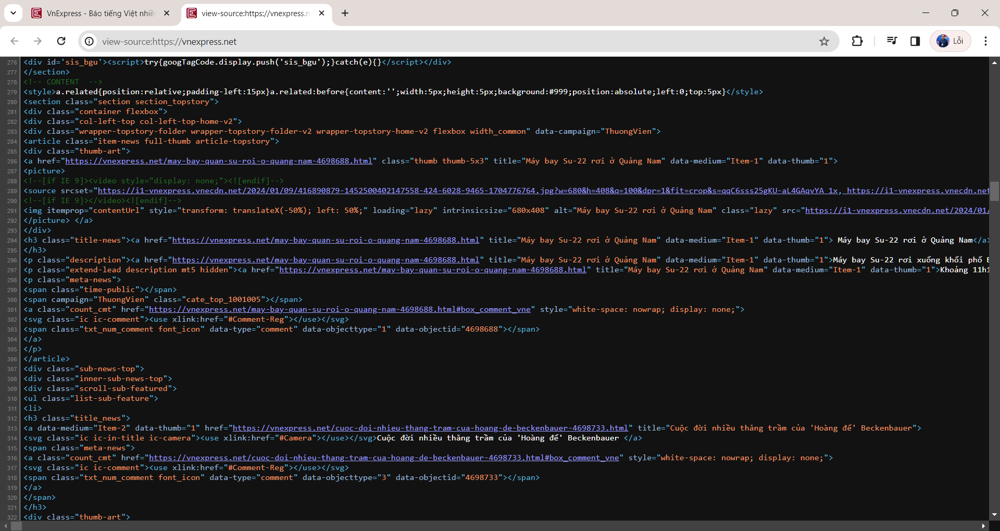 VnExpress - Báo tiếng Việt nhiề
view-source:https://vnexpress.n
view-source:https://vnexpress.net
Lỗi
276 <div id='sis_bgu'><script>try{googTagCode.display.push('sis_bgu');}catch(e){}</script></div>
277 </section>
278 <!-- CONTENT  -->
279 <style>a.related{position:relative;padding-left:15px}a.related:before{content:'';width:5px;height:5px;background:#999;position:absolute;left:0;top:5px}</style>
280 <section class="section section_topstory">
281 <div class="container flexbox">
282 <div class="col-left-top col-left-top-home-v2">
283 <div class="wrapper-topstory-folder wrapper-topstory-folder-v2 wrapper-topstory-home-v2 flexbox width_common" data-campaign="ThuongVien">
284 <article class="item-news full-thumb article-topstory">
285 <div class="thumb-art">
286 <a href="https://vnexpress.net/may-bay-quan-su-roi-o-quang-nam-4698688.html" class="thumb thumb-5x3" title="Máy bay Su-22 rơi ở Quảng Nam" data-medium="Item-1" data-thumb="1">
287 <picture>
288 <!--[if IE 9]><video style="display: none;"><![endif]-->
289 <source srcset="https://i1-vnexpress.vnecdn.net/2024/01/09/416890879-1452500402147558-424-6028-9465-1704776764.jpg?w=680&h=408&q=100&dpr=1&fit=crop&s=qqC6sss25gKU-aL4GAqvYA 1x, https://i1-vnexpress.vnecdn.net
290 <!--[if IE 9]></video><![endif]-->
291 <img itemprop="contentUrl" style="transform: translateX(-50%); left: 50%;" loading="lazy" intrinsicsize="680x408" alt="Máy bay Su-22 rơi ở Quảng Nam" class="lazy" src="https://i1-vnexpress.vnecdn.net/2024/01/
292 </picture> </a>
293 </div>
294 <h3 class="title-news"><a href="https://vnexpress.net/may-bay-quan-su-roi-o-quang-nam-4698688.html" title="Máy bay Su-22 rơi ở Quảng Nam" data-medium="Item-1" data-thumb="1"> Máy bay Su-22 rơi ở Quảng Nam</a>
295 </h3>
296 <p class="description"><a href="https://vnexpress.net/may-bay-quan-su-roi-o-quang-nam-4698688.html" title="Máy bay Su-22 rơi ở Quảng Nam" data-medium="Item-1" data-thumb="1">Máy bay Su-22 rơi xuống khối phố
297 <p class="extend-lead description mt5 hidden"><a href="https://vnexpress.net/may-bay-quan-su-roi-o-quang-nam-4698688.html" title="Máy bay Su-22 rơi ở Quảng Nam" data-medium="Item-1" data-thumb="1">Khoảng 11h1
298 <p class="meta-news">
299 <span class="time-public"></span>
300 <span campaign="ThuongVien" class="cate_top_1001005"></span>
301 <a class="count_cmt" href="https://vnexpress.net/may-bay-quan-su-roi-o-quang-nam-4698688.html#box_comment_vne" style="white-space: nowrap; display: none;">
302 <svg class="ic ic-comment"><use xlink:href="#Comment-Reg"></use></svg>
303 <span class="txt_num_comment font_icon" data-type="comment" data-objecttype="1" data-objectid="4698688"></span>
304 </a>
305 </p>
306 </article>
307 <div class="sub-news-top">
308 <div class="inner-sub-news-top">
309 <div class="scroll-sub-featured">
310 <ul class="list-sub-feature">
311 <li>
312 <h3 class="title_news">
313 <a data-medium="Item-2" data-thumb="1" href="https://vnexpress.net/cuoc-doi-nhieu-thang-tram-cua-hoang-de-beckenbauer-4698733.html" title="Cuộc đời nhiều thăng trầm của 'Hoàng đế' Beckenbauer">
314 <svg class="ic ic-in-title ic-camera"><use xlink:href="#Camera"></use></svg>Cuộc đời nhiều thăng trầm của 'Hoàng đế' Beckenbauer </a>
315 <span class="meta-news">
316 <a class="count_cmt" href="https://vnexpress.net/cuoc-doi-nhieu-thang-tram-cua-hoang-de-beckenbauer-4698733.html#box_comment_vne" style="white-space: nowrap; display: none;">
317 <svg class="ic ic-comment"><use xlink:href="#Comment-Reg"></use></svg>
318 <span class="txt_num_comment font_icon" data-type="comment" data-objecttype="3" data-objectid="4698733"></span>
319 </a>
320 </span>
321 </h3>
322 <div class="thumb-art">